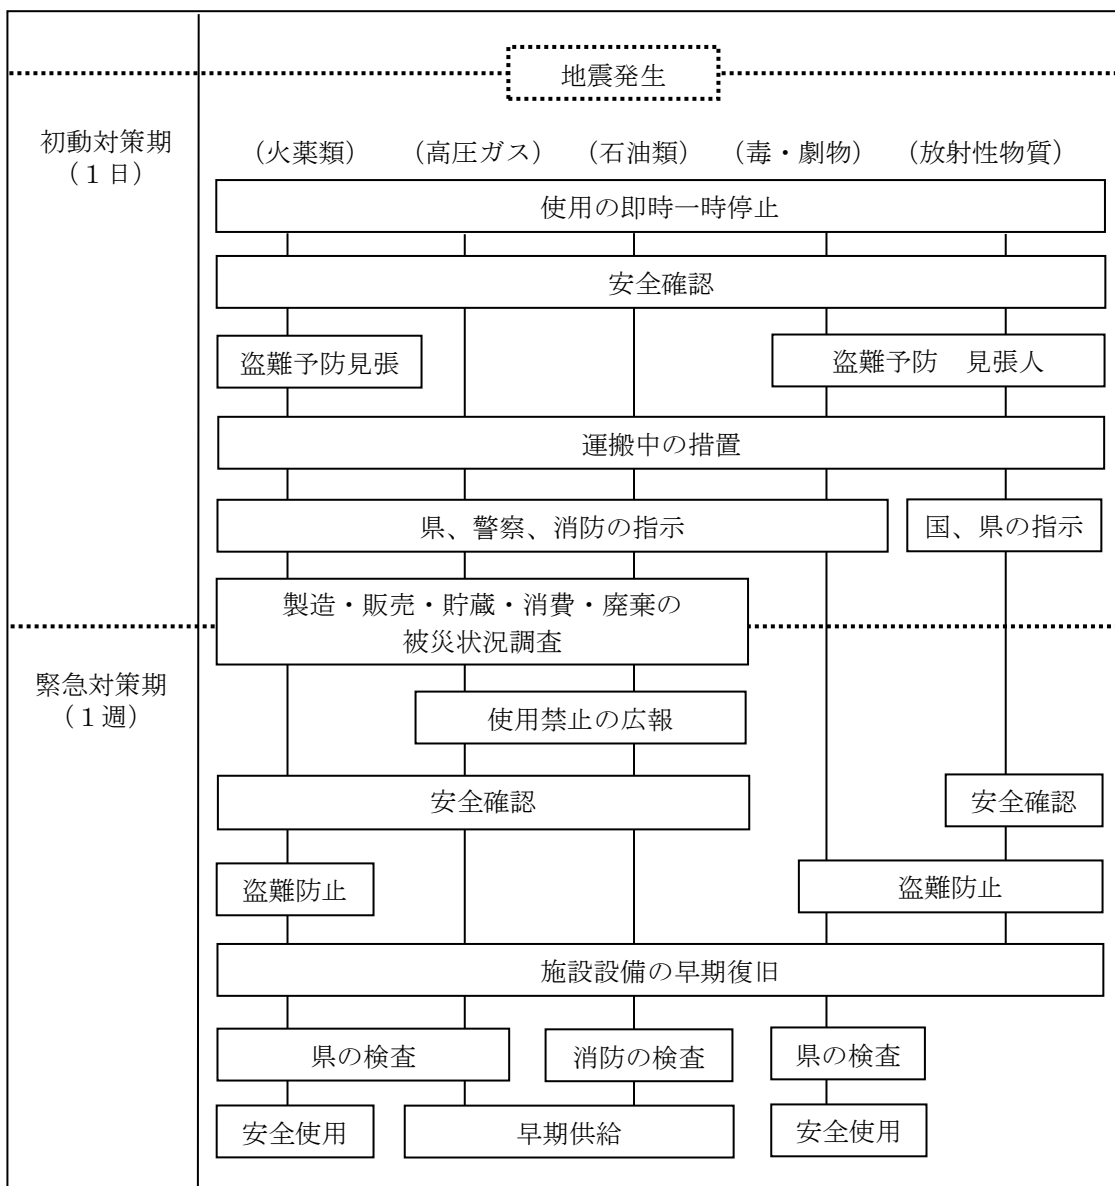 地震発生
初動対策期
（１日）
（火薬類）
（高圧ガス）
（石油類）
（毒・劇物）
（放射性物質）
使用の即時一時停止
安全確認
盗難予防見張
盗難予防　見張人
運搬中の措置
県、警察、消防の指示
国、県の指示
製造・販売・貯蔵・消費・廃棄の
被災状況調査
緊急対策期
（１週）
使用禁止の広報
安全確認
安全確認
盗難防止
盗難防止
施設設備の早期復旧
県の検査
消防の検査
県の検査
安全使用
早期供給
安全使用